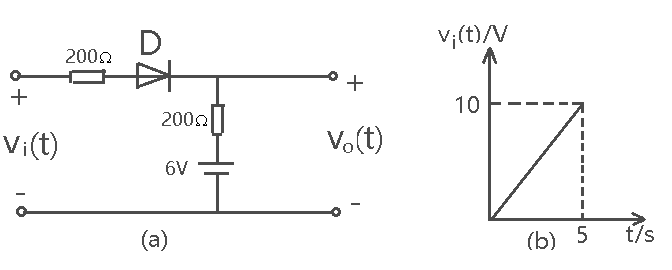 D
200Ω
+
+
200Ω
vᵢ(t)
vₒ(t)
6V
-
-
(a)
vᵢ(t)/V
10
5
t/s
(b)